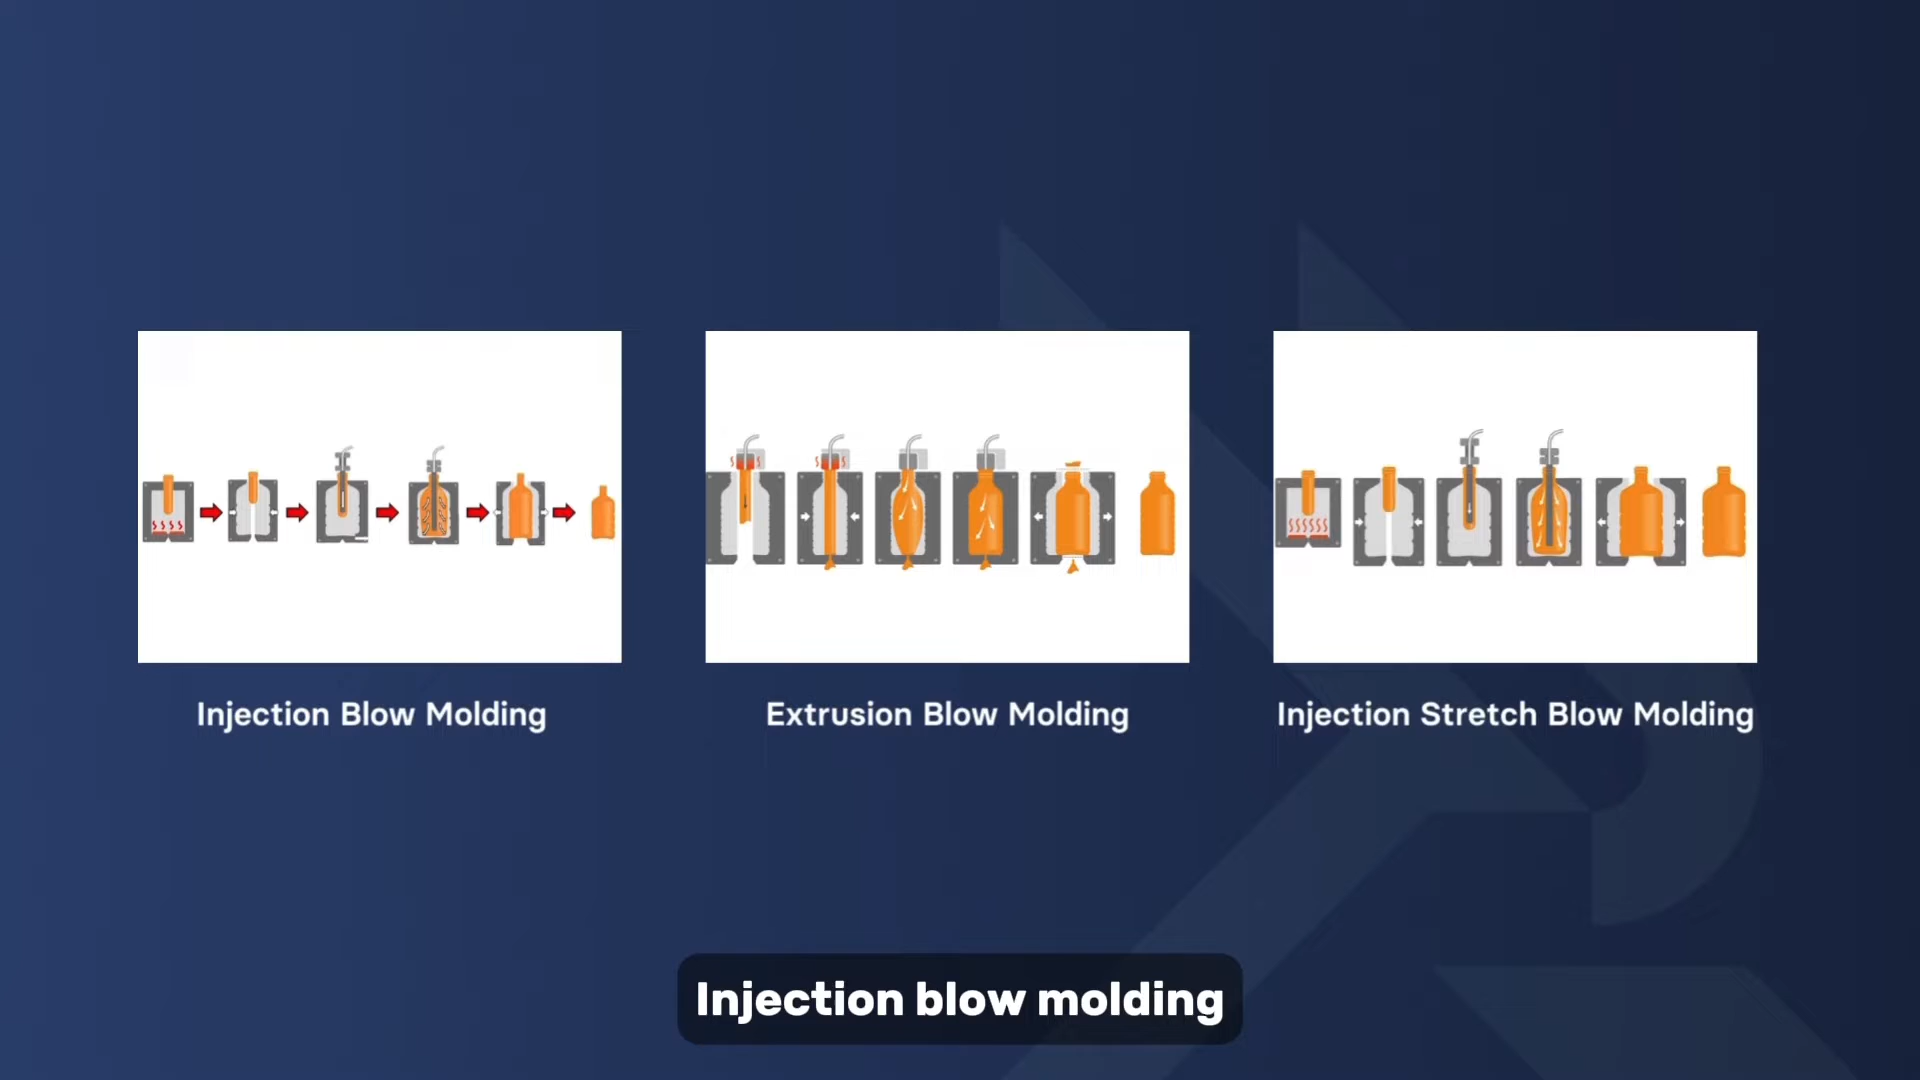 Injection Blow Molding
Extrusion Blow Molding
Injection Stretch Blow Molding
Injection blow molding